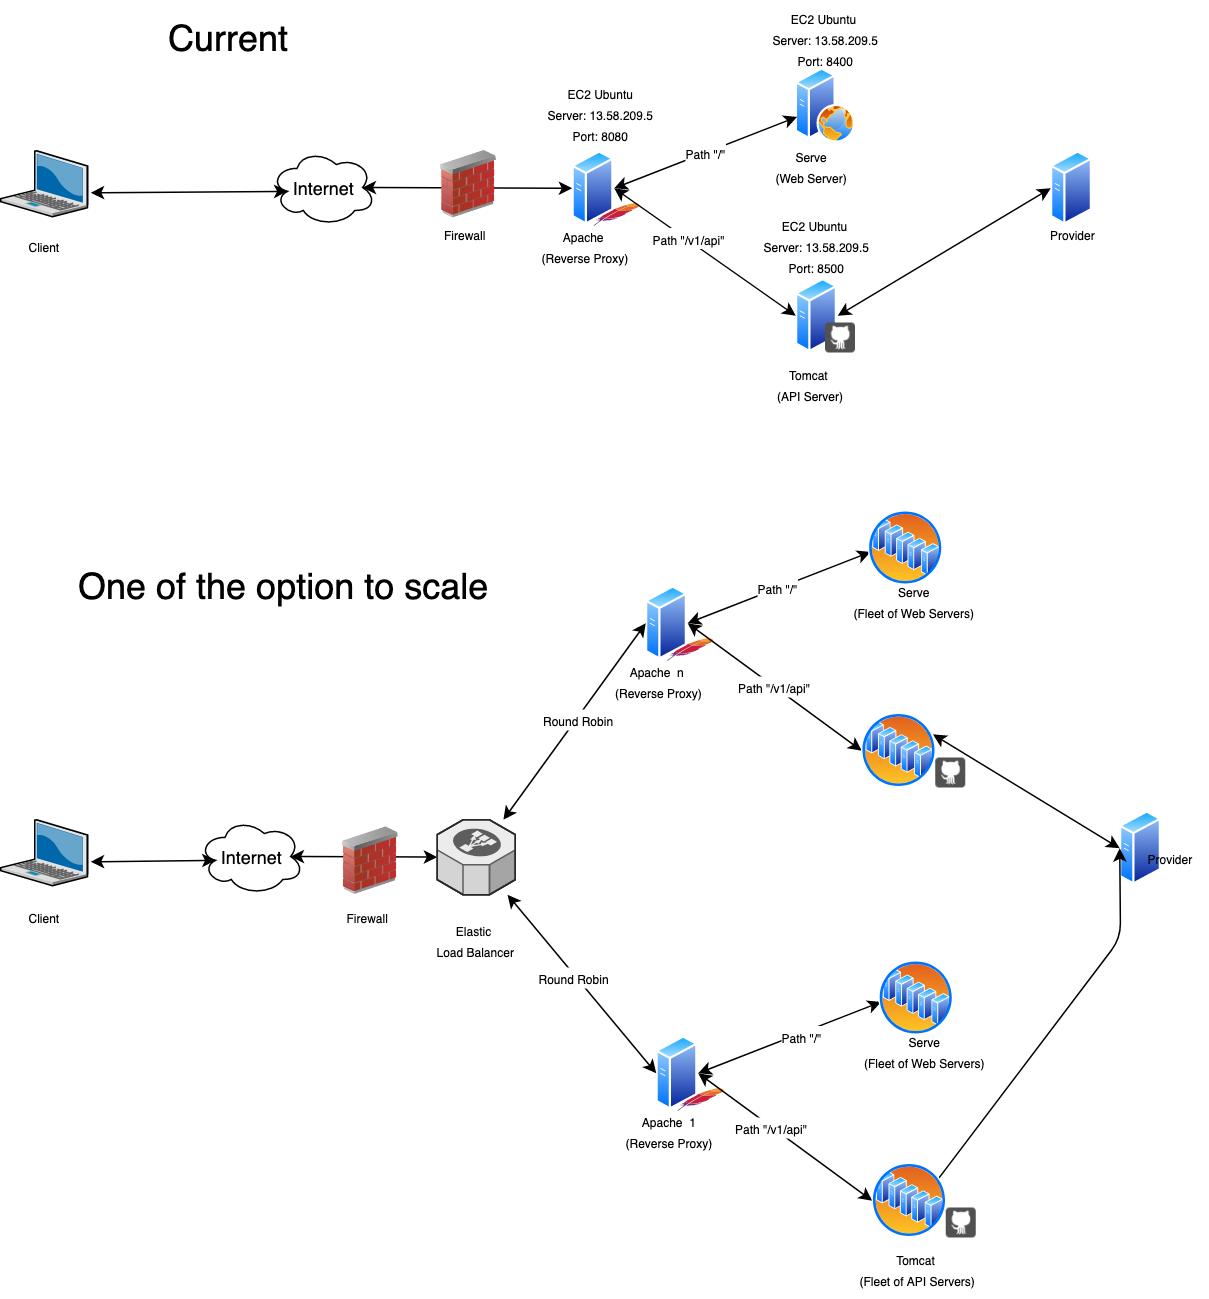 Current
EC2 Ubuntu
Server: 13.58.209.5
Port: 8400
EC2 Ubuntu
Server: 13.58.209.5
Port: 8080
Path "/"
Serve
(Web Server)
Internet
Client
Firewall
Apache
(Reverse Proxy)
Path "/v1/api"
EC2 Ubuntu
Server: 13.58.209.5
Port: 8500
Provider
Tomcat
(API Server)
One of the option to scale
Path "/"
Serve
(Fleet of Web Servers)
Apache n
(Reverse Proxy)
Path "/v1/api"
Round Robin
Internet
Provider
Client
Firewall
Elastic
Load Balancer
Round Robin
Path "/"
Serve
(Fleet of Web Servers)
Apache 1
(Reverse Proxy)
Path "/v1/api"
Tomcat
(Fleet of API Servers)